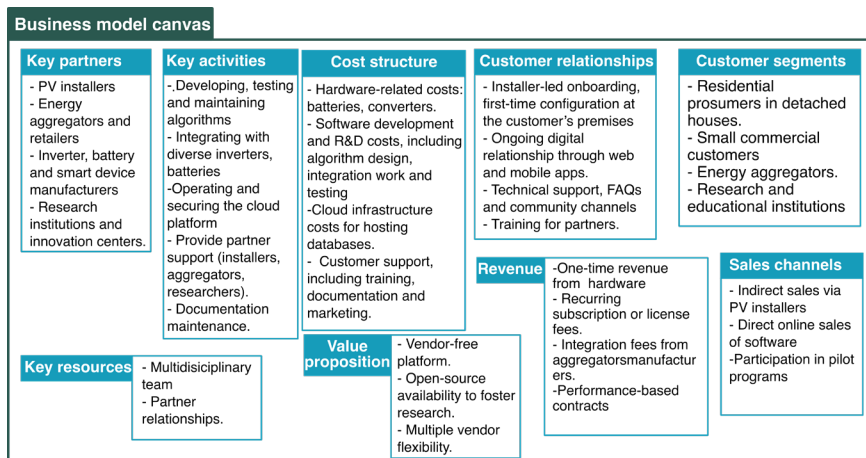 Business model canvas
Key partners
- PV installers
- Energy
aggregators and
retailers
- Inverter, battery
and smart device
manufacturers
- Research
institutions and
innovation centers.
Key activities
-.Developing, testing
and maintaining
algorithms
- Integrating with
diverse inverters,
batteries
-Operating and
securing the cloud
platform
- Provide partner
support (installers,
aggregators,
researchers).
- Documentation
maintenance.
Cost structure
- Hardware-related costs:
batteries, converters.
- Software development
and R&D costs, including
algorithm design,
integration work and
testing
-Cloud infrastructure
costs for hosting
databases.
- Customer support,
including training,
documentation and
marketing.
Customer relationships
- Installer-led onboarding,
first-time configuration at
the customer's premises
- Ongoing digital
relationship through web
and mobile apps.
- Technical support, FAQs
and community channels
- Training for partners.
Customer segments
- Residential
prosumers in detached
houses.
- Small commercial
customers
- Energy aggregators.
- Research and
educational institutions
Key resources
- Multidisiciplinary
team
- Partner
relationships.
Value
proposition
- Vendor-free
platform.
- Open-source
availability to foster
research.
- Multiple vendor
flexibility.
Revenue
-One-time revenue
from hardware
- Recurring
subscription or license
fees.
- Integration fees from
aggregatorsmanufactur
ers.
-Performance-based
contracts
Sales channels
- Indirect sales via
PV installers
- Direct online sales
of software
-Participation in pilot
programs